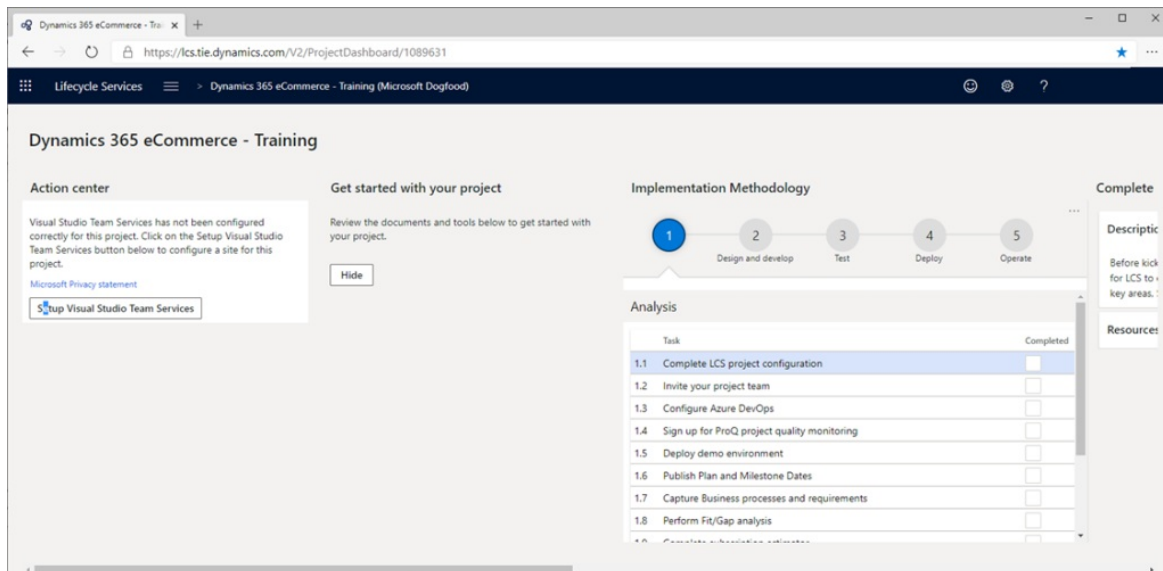 Dynamics 365 eCommerce - Tra
https://lcs.tie.dynamics.com/V2/ProjectDashboard/1089631
Lifecycle Services > Dynamics 365 eCommerce - Training (Microsoft Dogfood) ?
Dynamics 365 eCommerce - Training
Action center
Visual Studio Team Services has not been configured
correctly for this project. Click on the Setup Visual Studio
Team Services button below to configure a site for this
project.
Microsoft Privacy statement
Setup Visual Studio Team Services
Get started with your project
Review the documents and tools below to get started with
your project.
Hide
Implementation Methodology
...
1 2 3 4 5
Design and develop Test Deploy Operate
Analysis
Task Completed
1.1 Complete LCS project configuration
1.2 Invite your project team
1.3 Configure Azure DevOps
1.4 Sign up for ProQ project quality monitoring
1.5 Deploy demo environment
1.6 Publish Plan and Milestone Dates
1.7 Capture Business processes and requirements
1.8 Perform Fit/Gap analysis
1.9 Complete subscription estimator
Complete
Descriptic
Before kick
for LCS to
key areas.
Resources